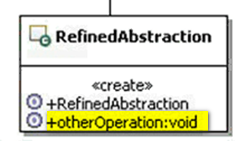 RefinedAbstraction
«create»
+RefinedAbstraction
+otherOperation:void